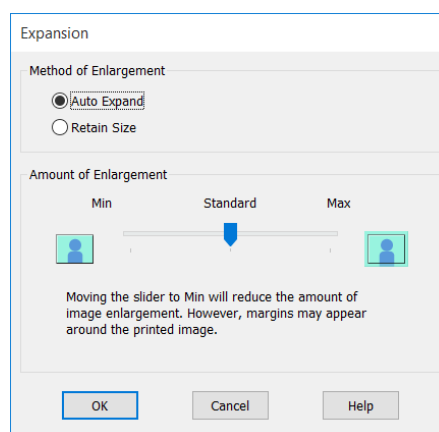 Expansion
Method of Enlargement
Auto Expand
Retain Size
Amount of Enlargement
Min Standard Max
Moving the slider to Min will reduce the amount of
image enlargement. However, margins may appear
around the printed image.
OK Cancel Help